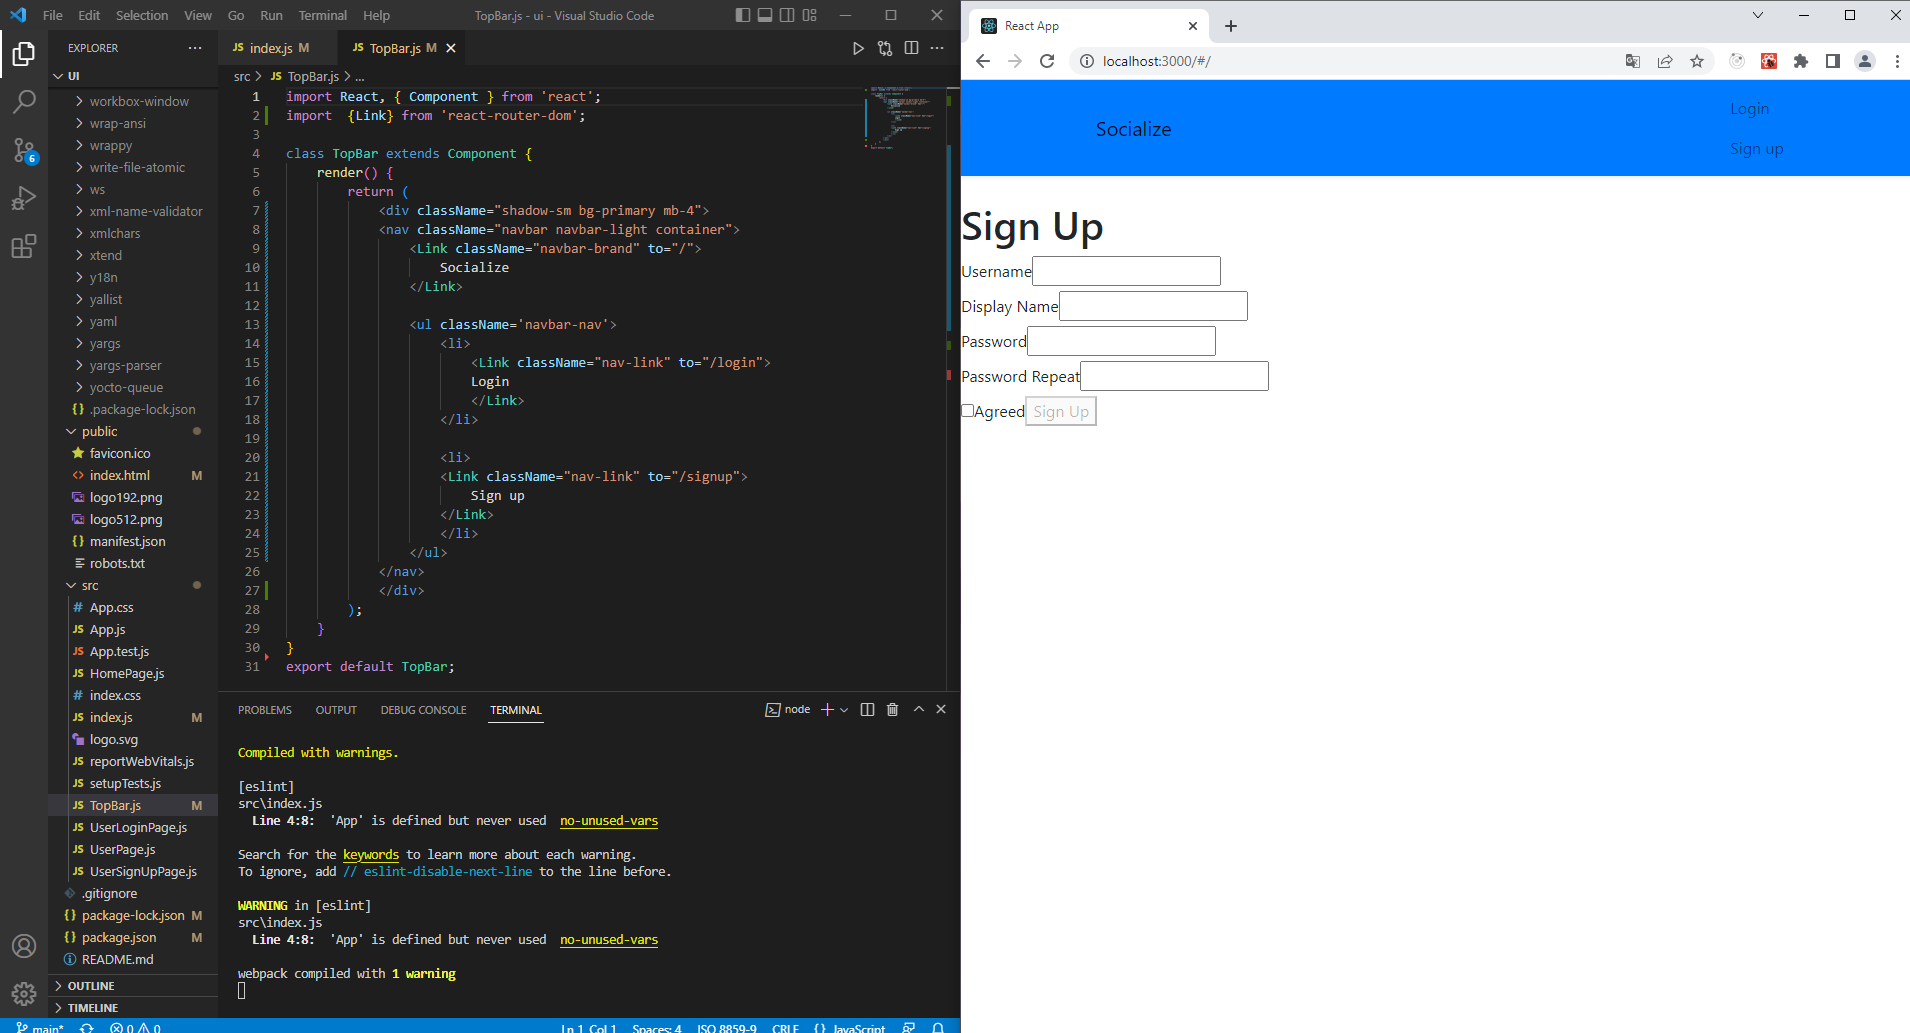 File Edit Selection View Go Run Terminal Help
TopBar.js - ui - Visual Studio Code
EXPLORER
UI
workbox-window
wrap-ansi
wrappy
write-file-atomic
ws
xml-name-validator
xmlchars
xtend
y18n
yallist
yaml
yargs
yargs-parser
yocto-queue
{} .package-lock.json
public
favicon.ico
<> index.html M
logo192.png
logo512.png
{} manifest.json
robots.txt
src
# App.css
JS App.js
JS App.test.js
JS HomePage.js
# index.css
JS index.js M
logo.svg
JS reportWebVitals.js
JS setupTests.js
JS TopBar.js M
JS UserLoginPage.js
JS UserPage.js
JS UserSignUpPage.js
.gitignore
{} package-lock.json M
{} package.json M
README.md
OUTLINE
TIMELINE
6
JS index.js M
JS TopBar.js M
src > JS TopBar.js > ...
1 import React, { Component } from 'react';
2 import  {Link} from 'react-router-dom';
3
4 class TopBar extends Component {
5     render() {
6         return (
7             <div className="shadow-sm bg-primary mb-4">
8             <nav className="navbar navbar-light container">
9                 <Link className="navbar-brand" to="/">
10                     Socialize
11                 </Link>
12
13                 <ul className='navbar-nav'>
14                     <li>
15                         <Link className="nav-link" to="/login">
16                         Login
17                         </Link>
18                     </li>
19
20                     <li>
21                     <Link className="nav-link" to="/signup">
22                         Sign up
23                     </Link>
24                     </li>
25                 </ul>
26             </nav>
27             </div>
28         );
29     }
30 }
31 export default TopBar;
PROBLEMS OUTPUT DEBUG CONSOLE TERMINAL
node
Compiled with warnings.
[eslint]
src\index.js
  Line 4:8:  'App' is defined but never used  no-unused-vars
Search for the keywords to learn more about each warning.
To ignore, add // eslint-disable-next-line to the line before.
WARNING in [eslint]
src\index.js
  Line 4:8:  'App' is defined but never used  no-unused-vars
webpack compiled with 1 warning
main* 0 0
Ln 1, Col 1 Spaces: 4 ISO 8859-9 CRLF {} JavaScript
React App
localhost:3000/#/
Socialize
Login
Sign up
Sign Up
Username
Display Name
Password
Password Repeat
Agreed Sign Up